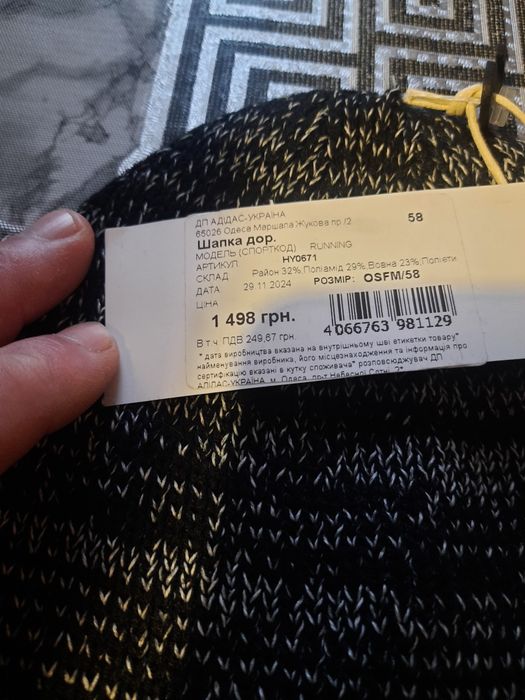 ДП АДІДАС-УКРАЇНА
65026 Одеса Маршала Жукова пр./2
58
Шапка дор.
МОДЕЛЬ (СПОРТКОД) RUNNING
АРТИКУЛ HY0671
СКЛАД Район 32%,Поліамід 29%,Вовна 23%,Поліети
ДАТА 29.11.2024 РОЗМІР: OSFM/58
ЦІНА
1 498 грн.
В т.ч. ПДВ 249,67 грн
4 066763 981129
* дата виробництва вказана на внутрішньому шві етикетки товару*
найменування виробника, його місцезнаходження та інформація про
сертифікацію вказані в кутку споживача* розповсюджувач ДП
АДІДАС-УКРАЇНА, м. Одеса, пр-т Небесної Сотні, 2*